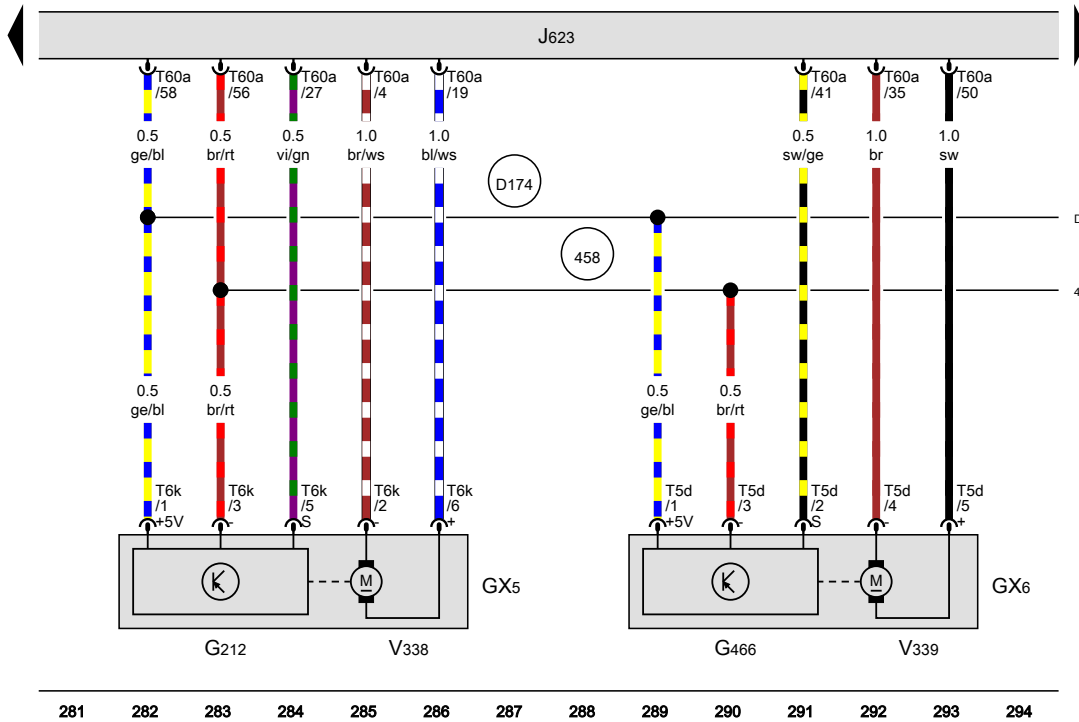 J623
T60a
/58
T60a
/56
T60a
/27
T60a
/4
T60a
/19
T60a
/41
T60a
/35
T60a
/50
0.5
ge/bl
0.5
br/rt
0.5
vi/gn
1.0
br/ws
1.0
bl/ws
0.5
sw/ge
1.0
br
1.0
sw
D174
D
458
4
0.5
ge/bl
0.5
br/rt
0.5
ge/bl
0.5
br/rt
T6k
/1
+5V
T6k
/3
-
T6k
/5
S
T6k
/2
-
T6k
/6
+
T5d
/1
+5V
T5d
/3
-
T5d
/2
S
T5d
/4
-
T5d
/5
+
M
GX5
M
GX6
G212
V338
G466
V339
281 282 283 284 285 286 287 288 289 290 291 292 293 294